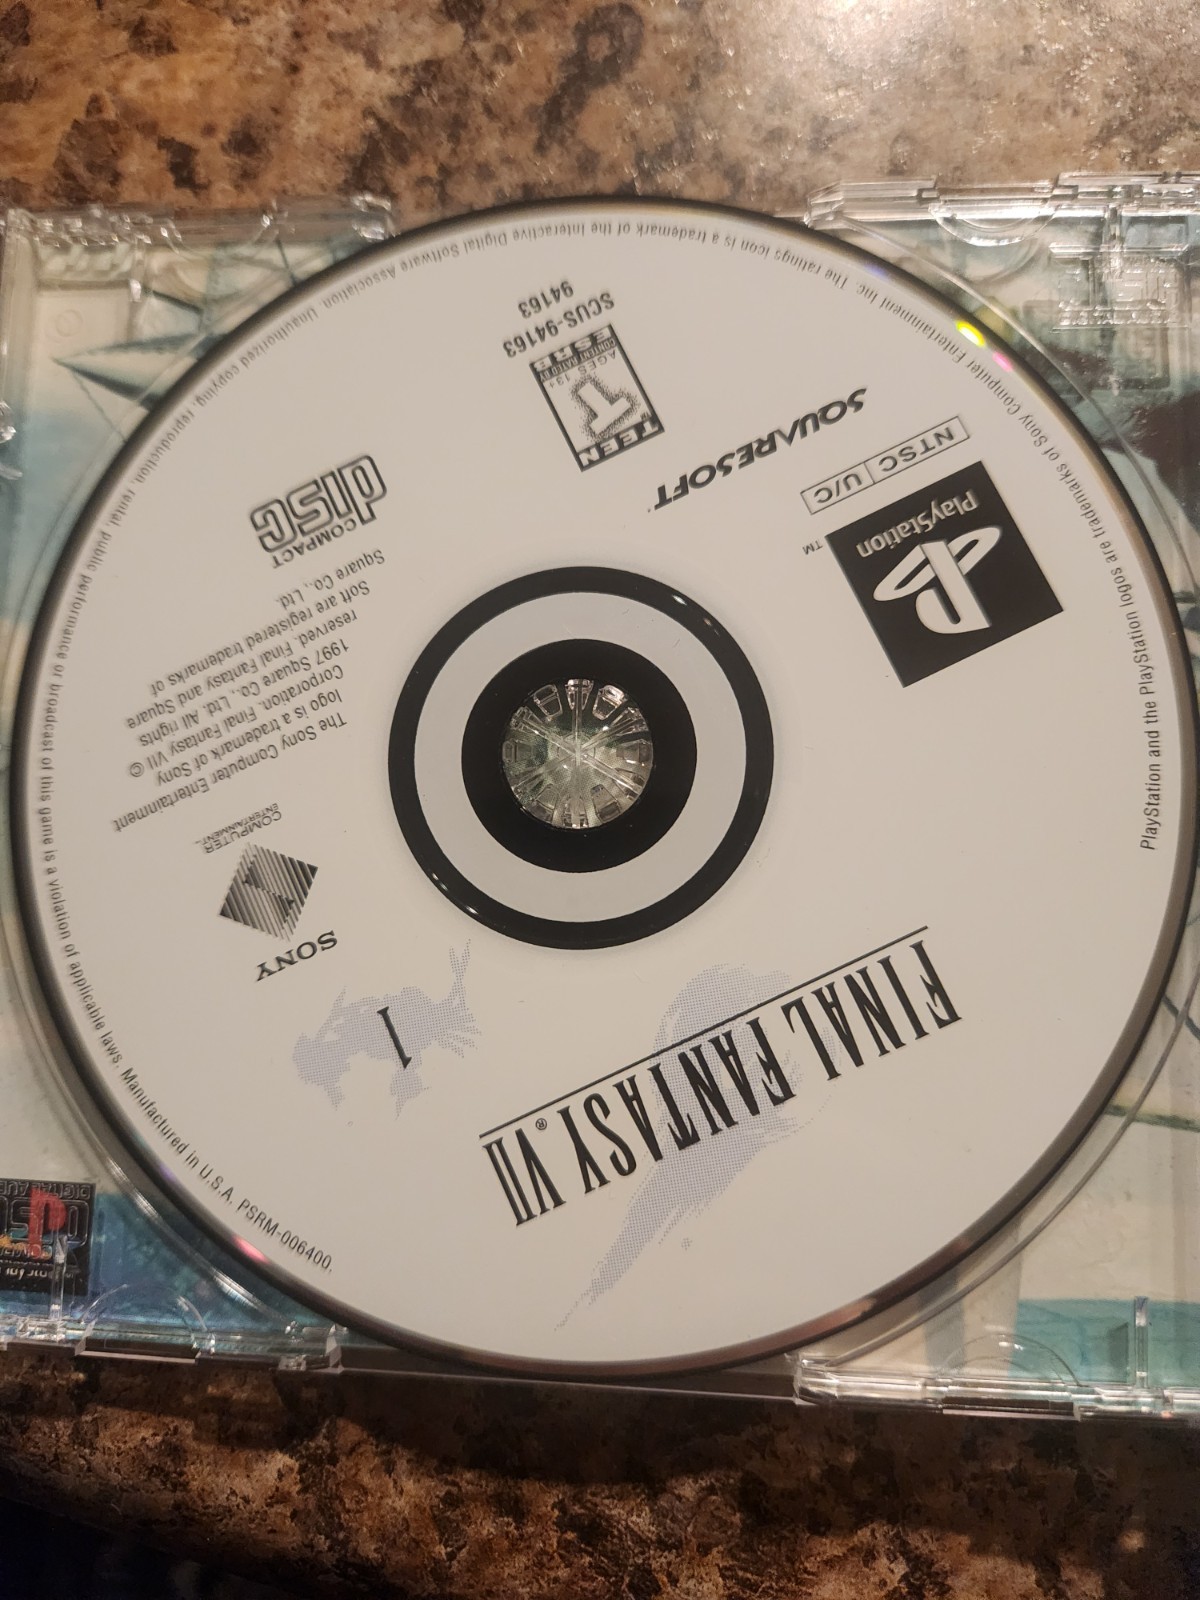 FINAL FANTASY® VII
1
SONY
COMPUTER
ENTERTAINMENT
The Sony Computer Entertainment
logo is a trademark of Sony
Corporation. Final Fantasy VII ©
1997 Square Co., Ltd. All rights
reserved. Final Fantasy and Square
Soft are registered trademarks of
Square Co., Ltd.
COMPACT
disc
PlayStation
TM
NTSC U/C
SQUARESOFT
TEEN
T
AGES 13+
CONTENT RATED BY
ESRB
SCUS-94163
94163
PlayStation and the PlayStation logos are trademarks of Sony Computer Entertainment Inc. The ratings icon is a trademark of the Interactive Digital Software Association. Unauthorized copying, reproduction, rental, public performance or broadcast of this game is a violation of applicable laws. Manufactured in U.S.A. PSRM-006400.